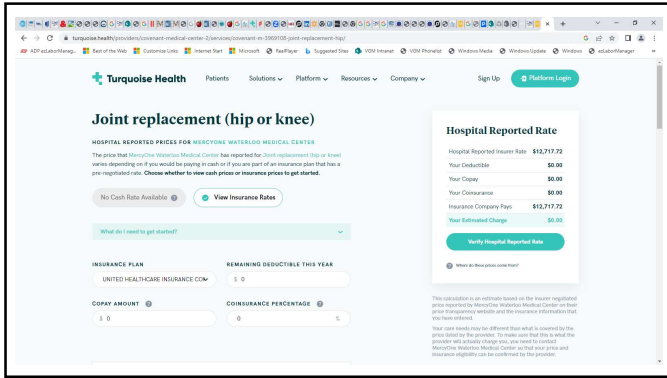 turquoise.health/providers/covenant-medical-center-2/services/covenant-m-3969108-joint-replacement-hip/
ADP ezLaborManag... Best of the Web Customize Links Internet Start Microsoft RealPlayer Suggested Sites VGM Intranet VGM Phonelist Windows Media Windows Update Windows ezLaborManager »
Turquoise Health Patients Solutions Platform Resources Company Sign Up Platform Login
Joint replacement (hip or knee)
HOSPITAL REPORTED PRICES FOR MERCYONE WATERLOO MEDICAL CENTER
The price that MercyOne Waterloo Medical Center has reported for Joint replacement (hip or knee)
varies depending on if you would be paying in cash or if you are part of an insurance plan that has a
pre-negotiated rate. Choose whether to view cash prices or insurance prices to get started.
No Cash Rate Available ? View Insurance Rates
What do I need to get started?
INSURANCE PLAN REMAINING DEDUCTIBLE THIS YEAR
UNITED HEALTHCARE INSURANCE COM $ 0
COPAY AMOUNT ? COINSURANCE PERCENTAGE ?
$ 0 0 %
Hospital Reported Rate
Hospital Reported Insurer Rate $12,717.72
Your Deductible $0.00
Your Copay $0.00
Your Coinsurance $0.00
Insurance Company Pays $12,717.72
Your Estimated Charge $0.00
Verify Hospital Reported Rate
? Where do these prices come from?
This calculation is an estimate based on the insurer negotiated
price reported by MercyOne Waterloo Medical Center on their
price transparency website and the insurance information that
you have entered.
Your care needs may be different than what is covered by the
price listed by the provider. To make sure that this is what the
provider will actually charge you, you need to contact
MercyOne Waterloo Medical Center so that your price and
insurance eligibility can be confirmed by the provider.